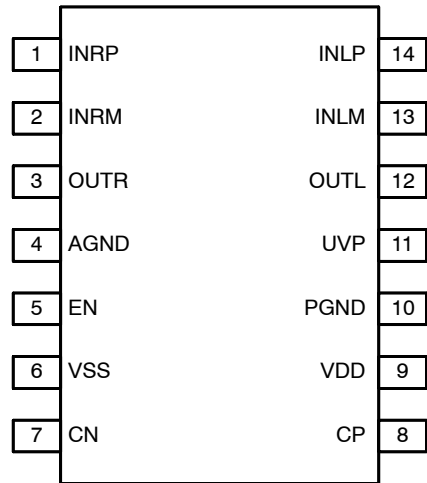 1 INRP INLP 14
2 INRM INLM 13
3 OUTR OUTL 12
4 AGND UVP 11
5 EN PGND 10
6 VSS VDD 9
7 CN CP 8